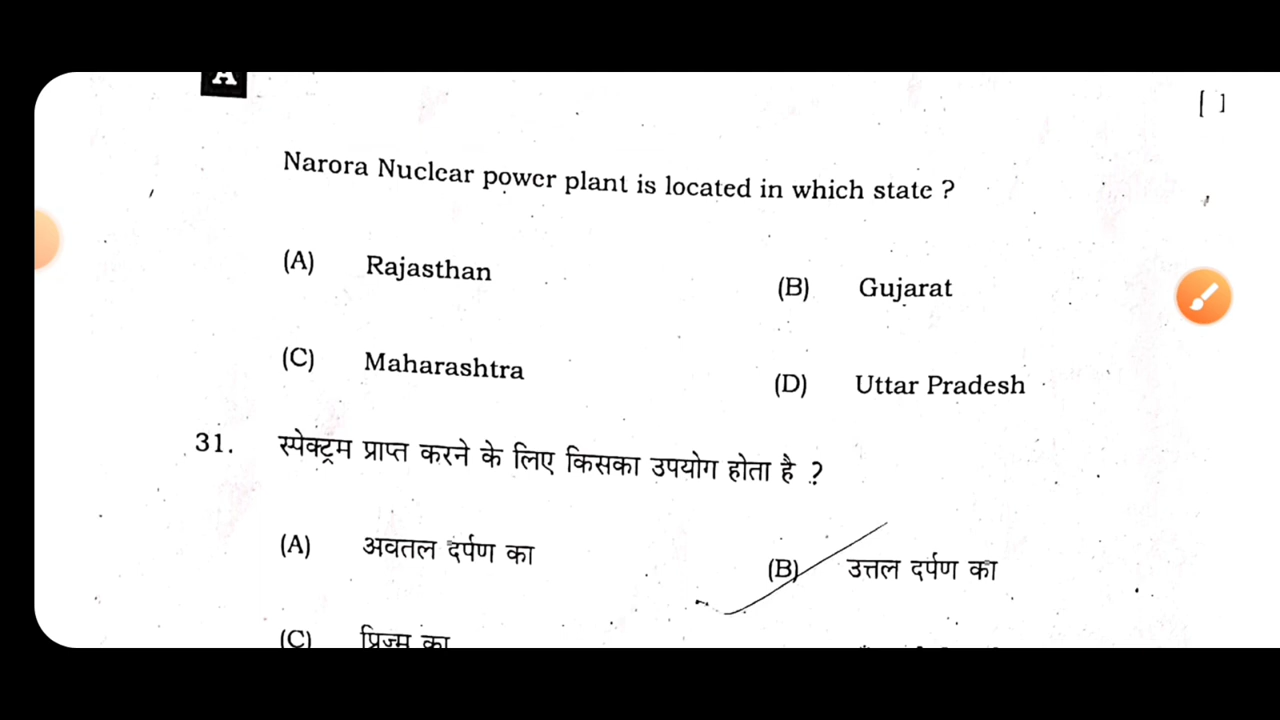 A
[ ]
Narora Nuclear power plant is located in which state ?
(A) Rajasthan
(B) Gujarat
(C) Maharashtra
(D) Uttar Pradesh
31. स्पेक्ट्रम प्राप्त करने के लिए किसका उपयोग होता है ?
(A) अवतल दर्पण का
(B) उत्तल दर्पण का
(C) प्रिज्म का